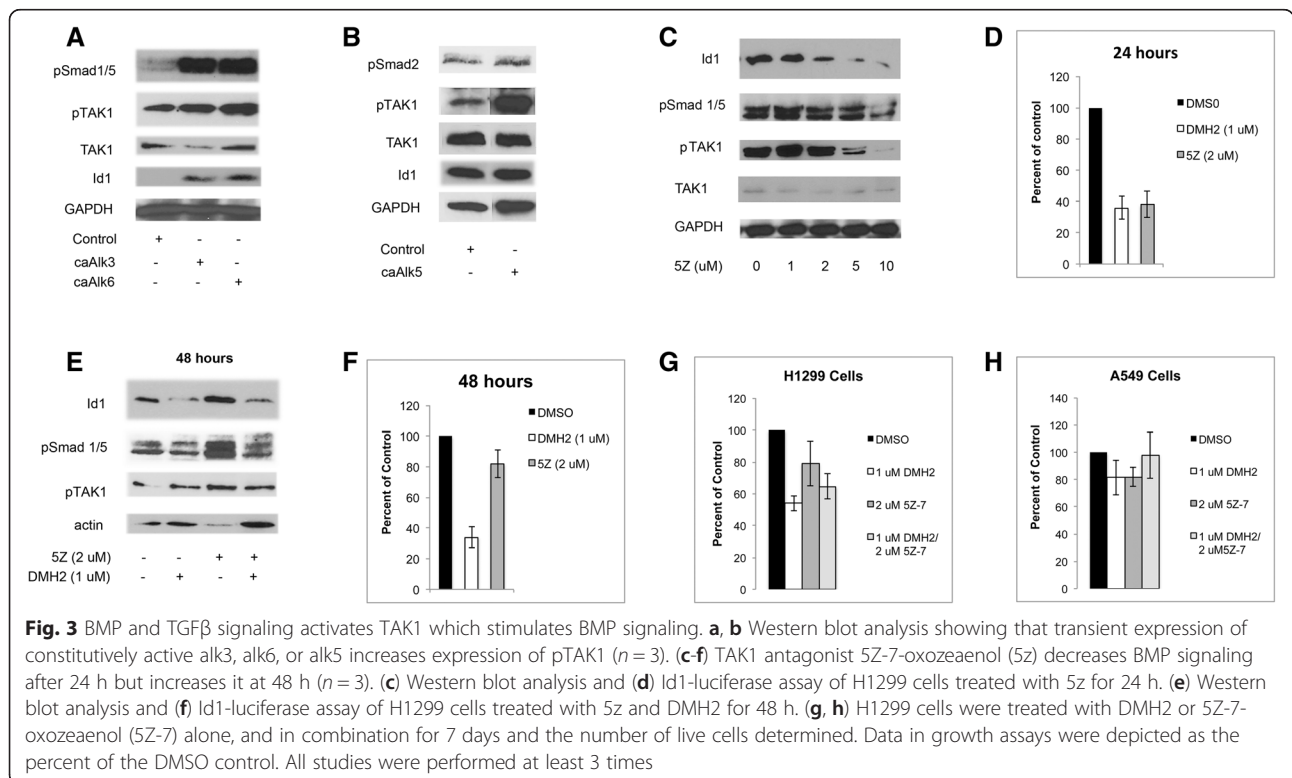 A
pSmad1/5
pTAK1
TAK1
Id1
GAPDH
Control + - -
caAlk3 - + -
caAlk6 - - +
B
pSmad2
pTAK1
TAK1
Id1
GAPDH
Control + -
caAlk5 - +
C
Id1
pSmad 1/5
pTAK1
TAK1
GAPDH
5Z (uM) 0 1 2 5 10
D
24 hours
Percent of control
120
100
80
60
40
20
0
DMS0
DMH2 (1 uM)
5Z (2 uM)
E
48 hours
Id1
pSmad 1/5
pTAK1
actin
5Z (2 uM) - - + +
DMH2 (1 uM) - + - +
F
48 hours
Percent of Control
120
100
80
60
40
20
0
DMSO
DMH2 (1 uM)
5Z (2 uM)
G
H1299 Cells
Percent of Control
120
100
80
60
40
20
0
DMSO
1 uM DMH2
2 uM 5Z-7
1 uM DMH2/
2 uM 5Z-7
H
A549 Cells
Percent of Control
140
120
100
80
60
40
20
0
DMSO
1 uM DMH2
2 uM 5Z-7
1 uM DMH2/
2 uM5Z-7
Fig. 3 BMP and TGFβ signaling activates TAK1 which stimulates BMP signaling. a, b Western blot analysis showing that transient expression of
constitutively active alk3, alk6, or alk5 increases expression of pTAK1 (n = 3). (c-f) TAK1 antagonist 5Z-7-oxozeaenol (5z) decreases BMP signaling
after 24 h but increases it at 48 h (n = 3). (c) Western blot analysis and (d) Id1-luciferase assay of H1299 cells treated with 5z for 24 h. (e) Western
blot analysis and (f) Id1-luciferase assay of H1299 cells treated with 5z and DMH2 for 48 h. (g, h) H1299 cells were treated with DMH2 or 5Z-7-
oxozeaenol (5Z-7) alone, and in combination for 7 days and the number of live cells determined. Data in growth assays were depicted as the
percent of the DMSO control. All studies were performed at least 3 times